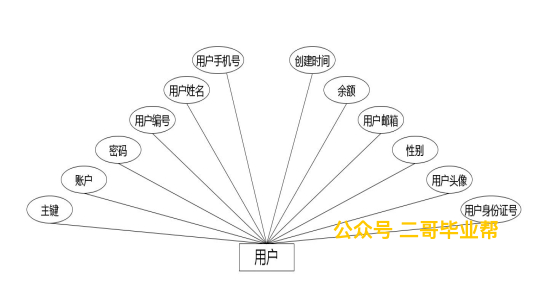 用户手机号
创建时间
用户姓名
余额
用户编号
用户邮箱
密码
性别
账户
用户头像
主键
用户身份证号
公众号 二哥毕业帮
用户